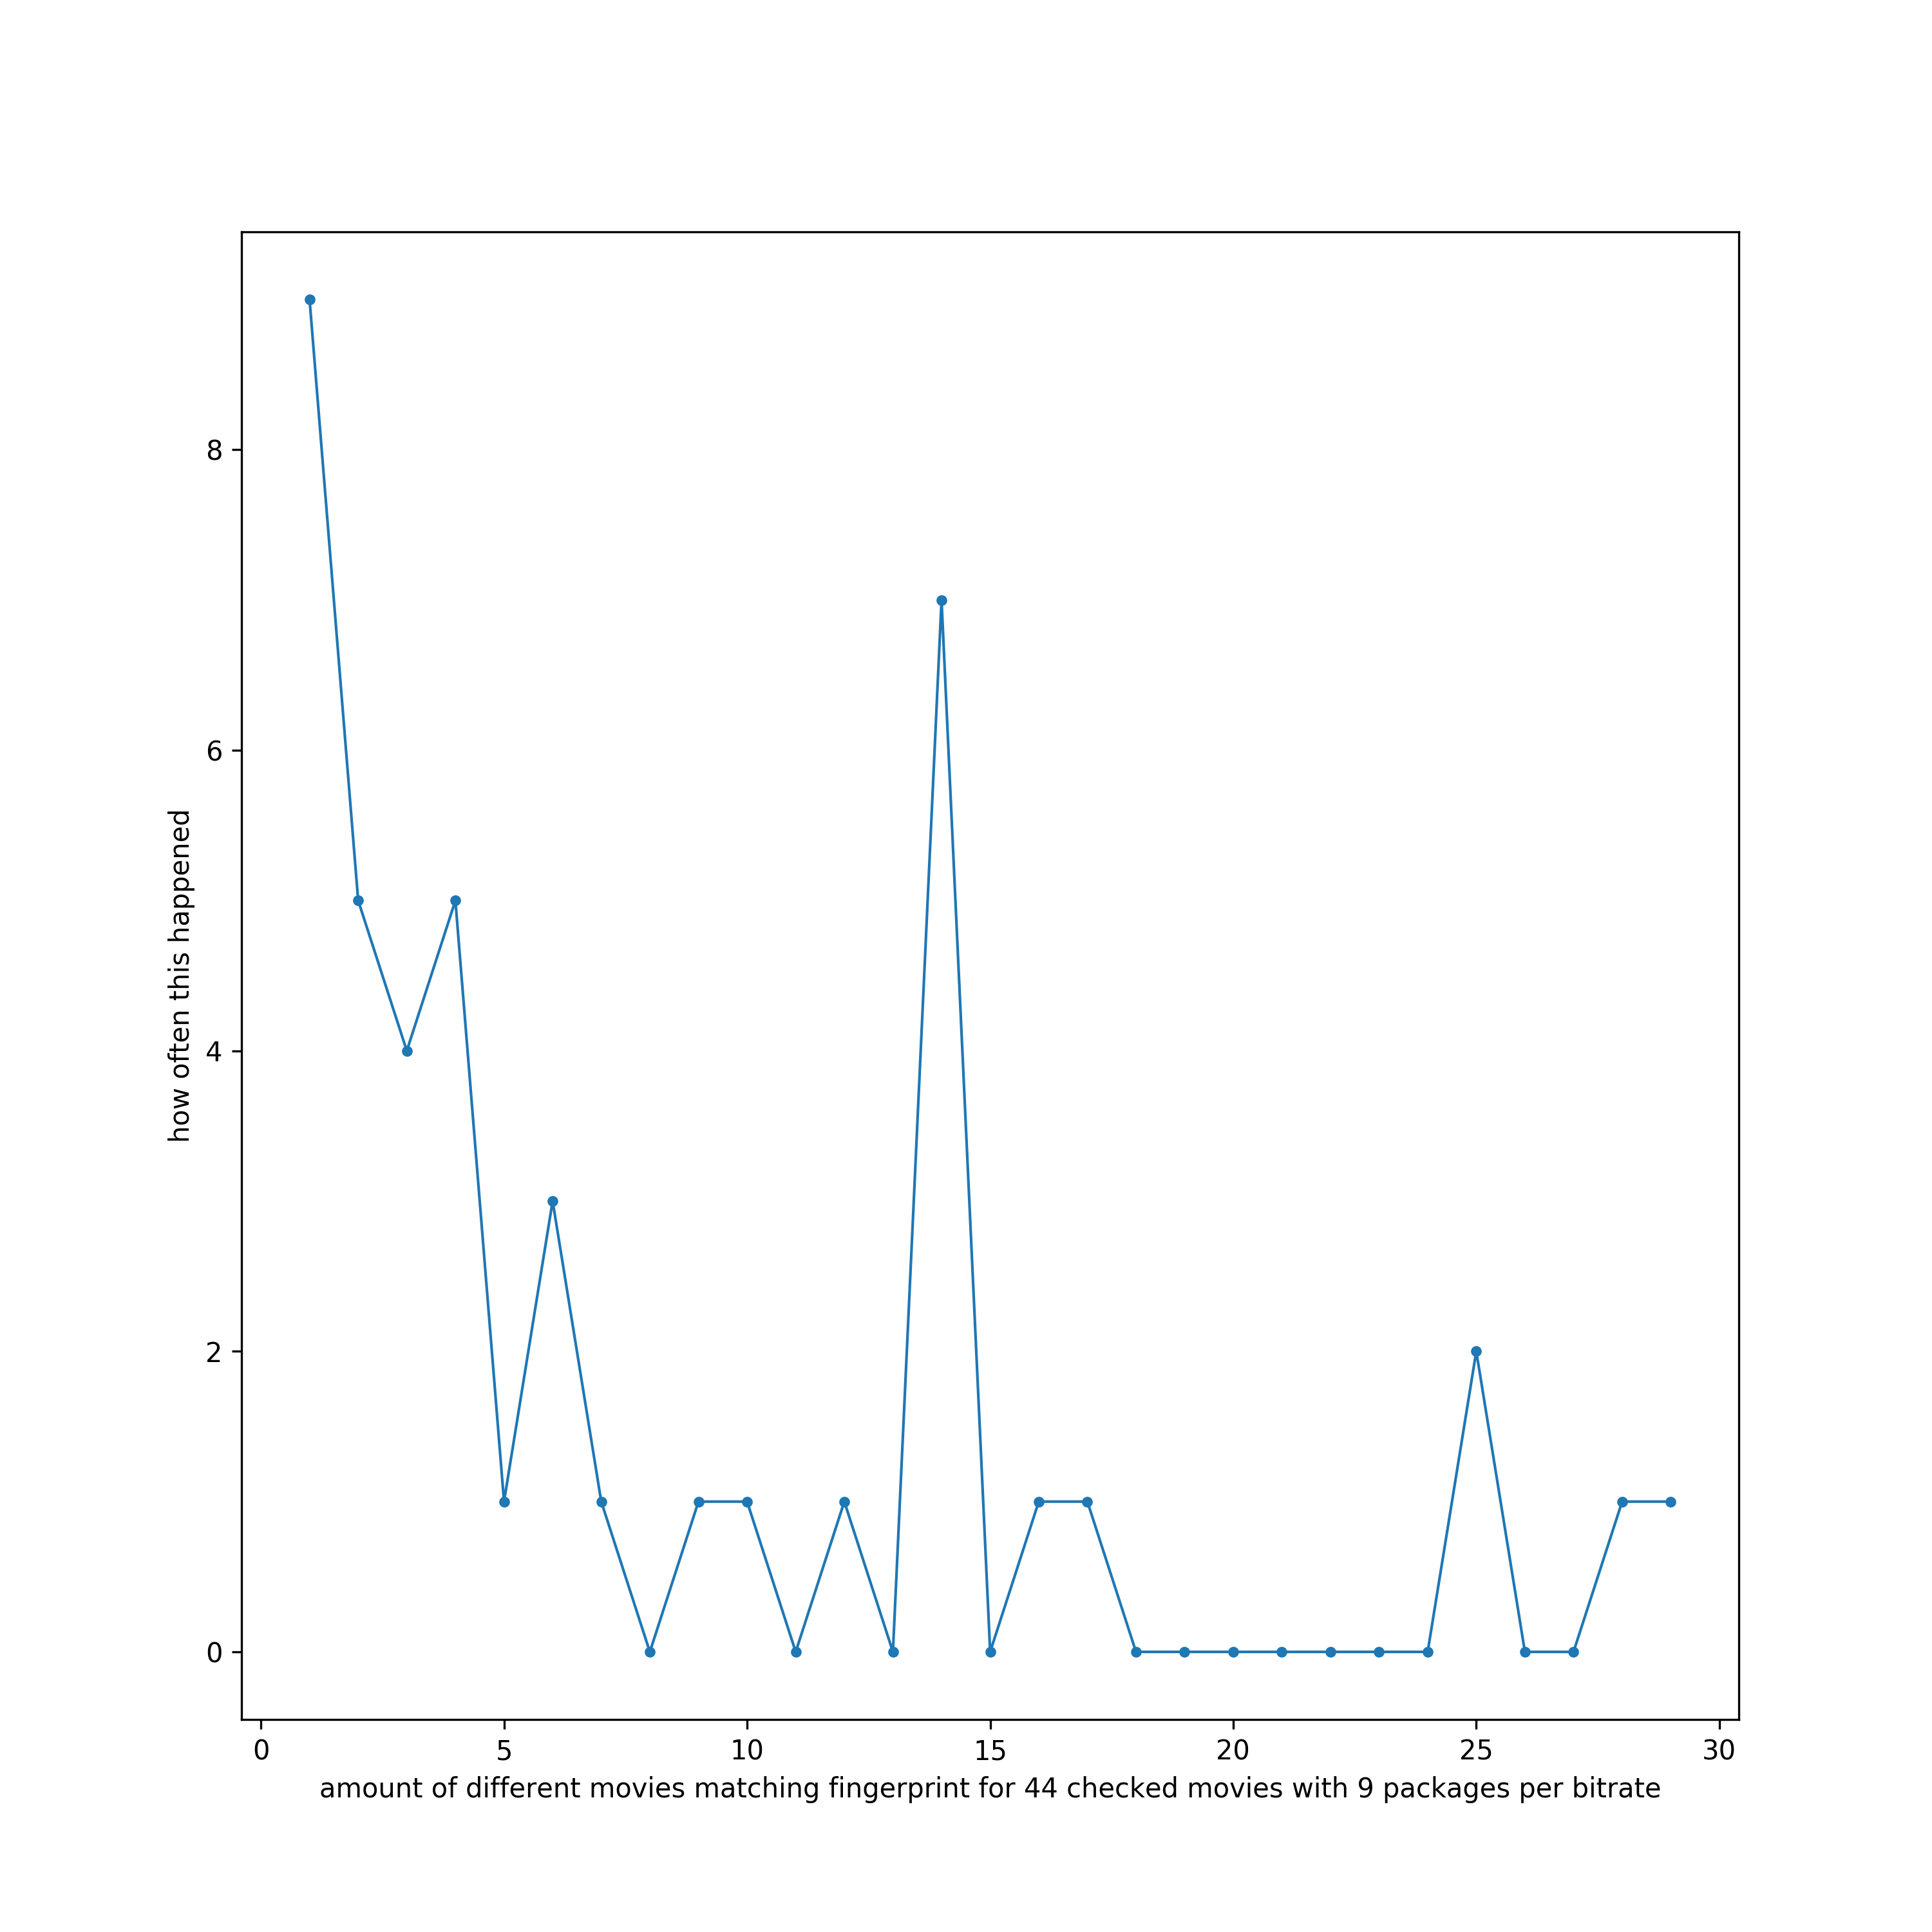 how often this happened
8
6
4
2
0
0 5 10 15 20 25 30
amount of different movies matching fingerprint for 44 checked movies with 9 packages per bitrate